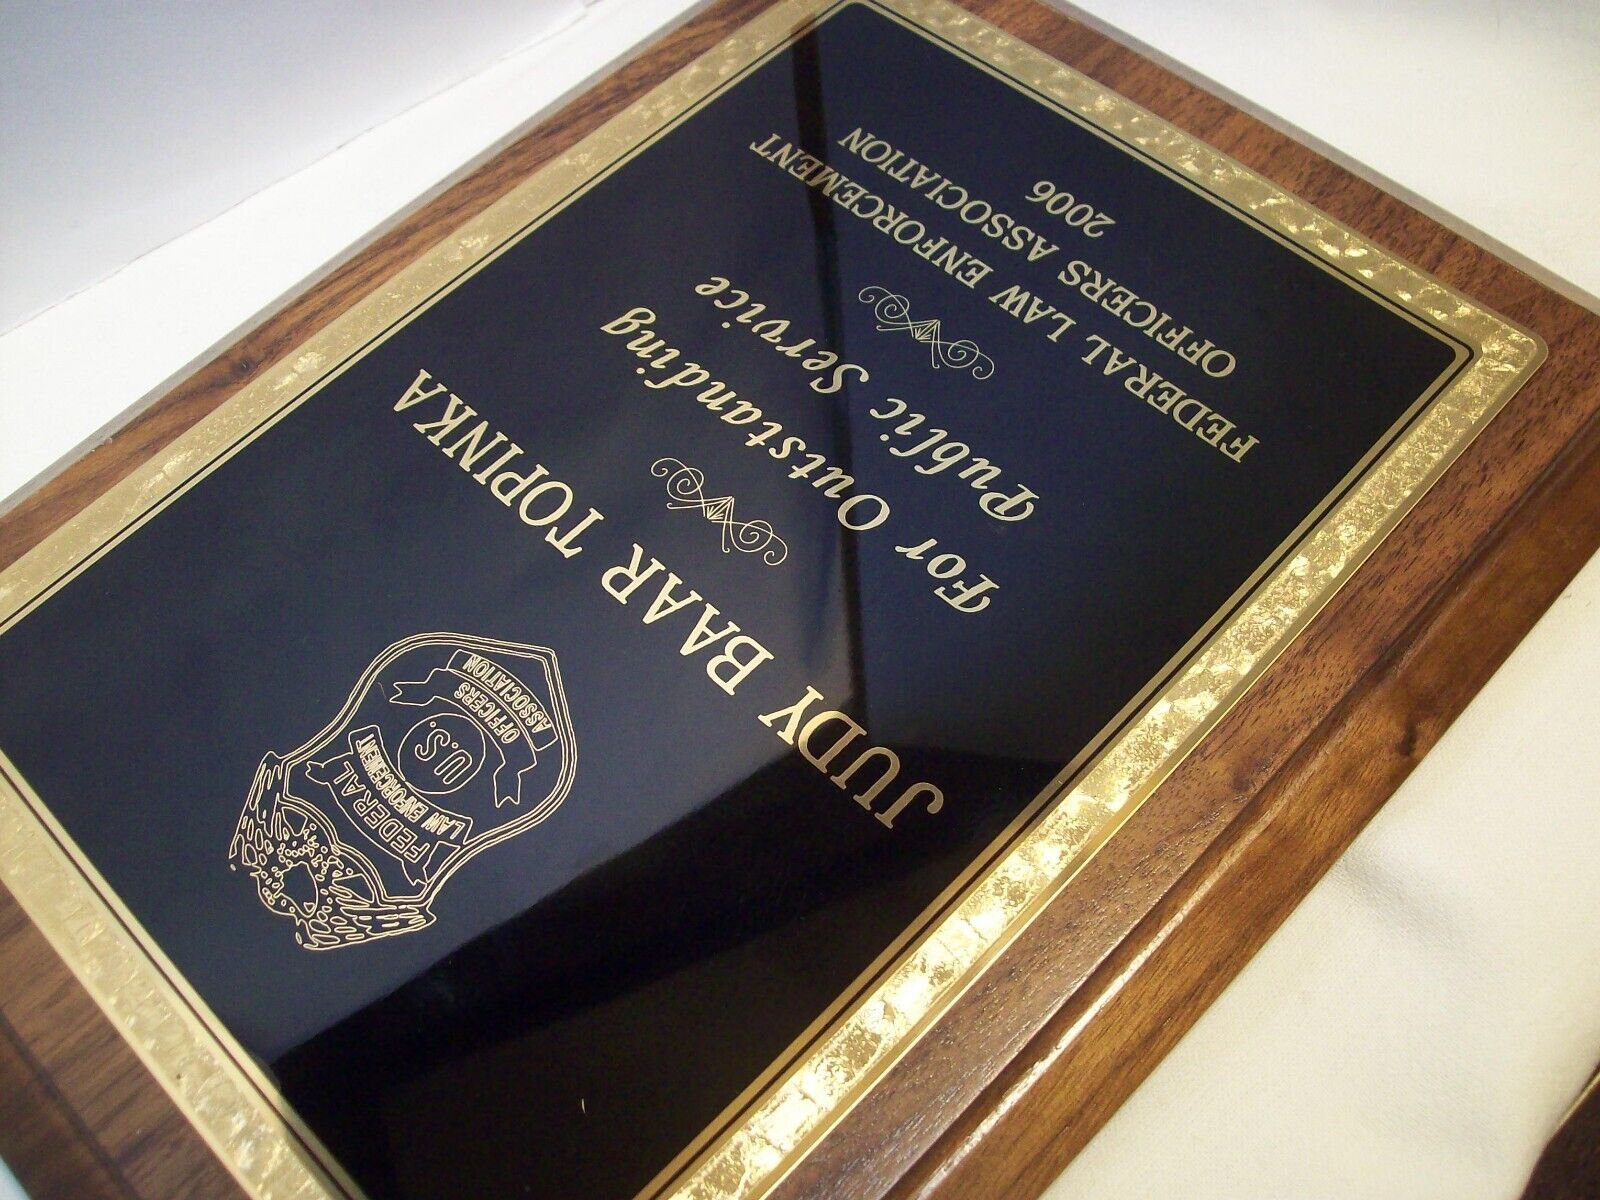 FEDERAL
LAW ENFORCEMENT
U.S.
OFFICERS
ASSOCIATION
JUDY BAAR TOPINKA
For Outstanding
Public Service
FEDERAL LAW ENFORCEMENT
OFFICERS ASSOCIATION
2006